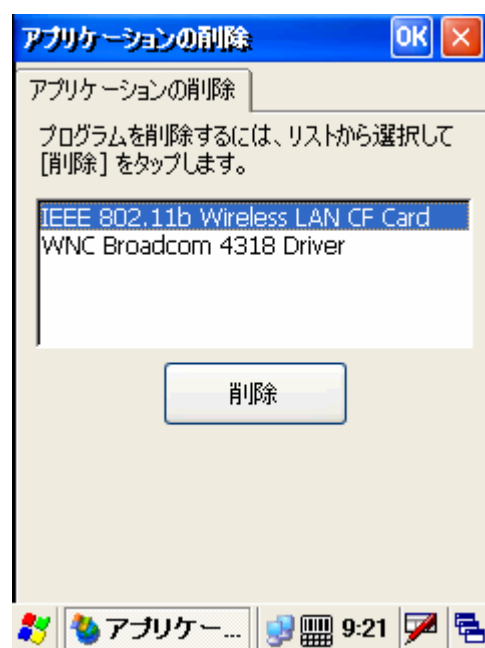 アプリケーションの削除 OK
アプリケーションの削除
プログラムを削除するには、リストから選択して
[削除] をタップします。
IEEE 802.11b Wireless LAN CF Card
WNC Broadcom 4318 Driver
削除
アプリケー... 9:21